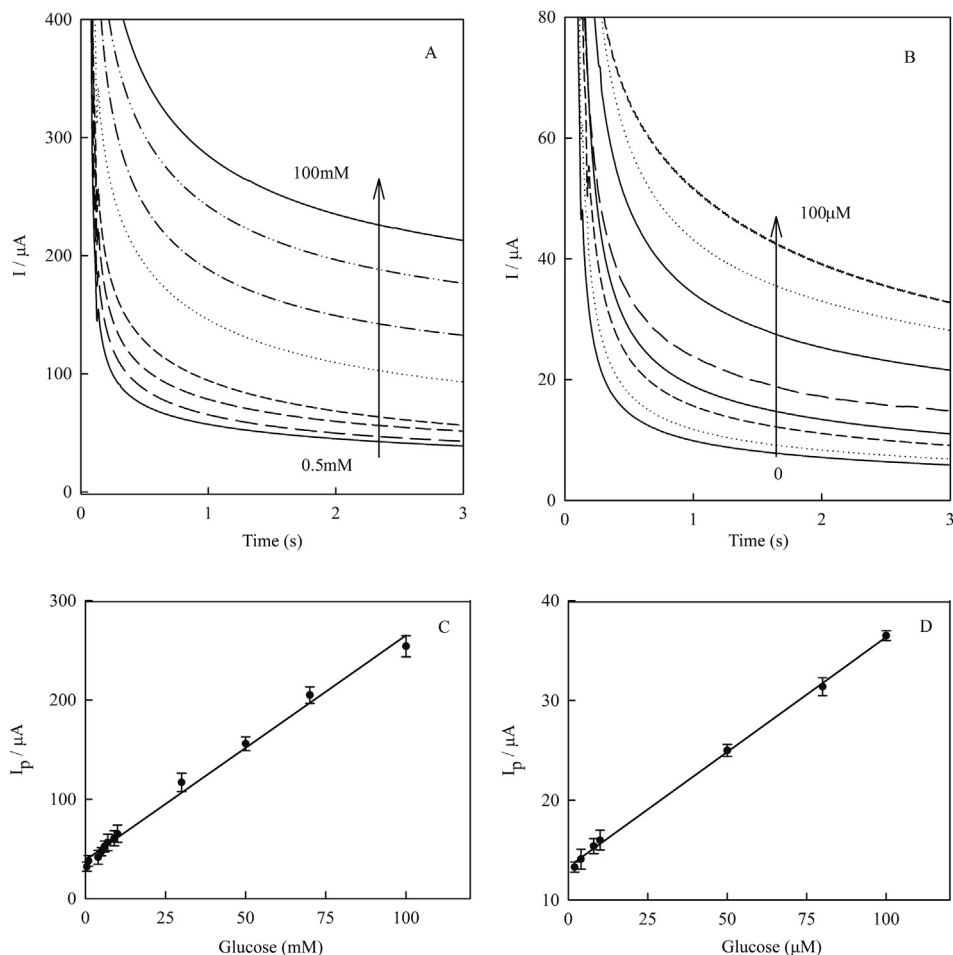 400
300
200
100
0
I / µA
A
100mM
0.5mM
0 1 2 3
Time (s)
80
60
40
20
0
I / µA
B
100µM
0
0 1 2 3
Time (s)
300
200
100
0
Ip / µA
C
0 25 50 75 100
Glucose (mM)
40
30
20
10
Ip / µA
D
0 25 50 75 100
Glucose (µM)